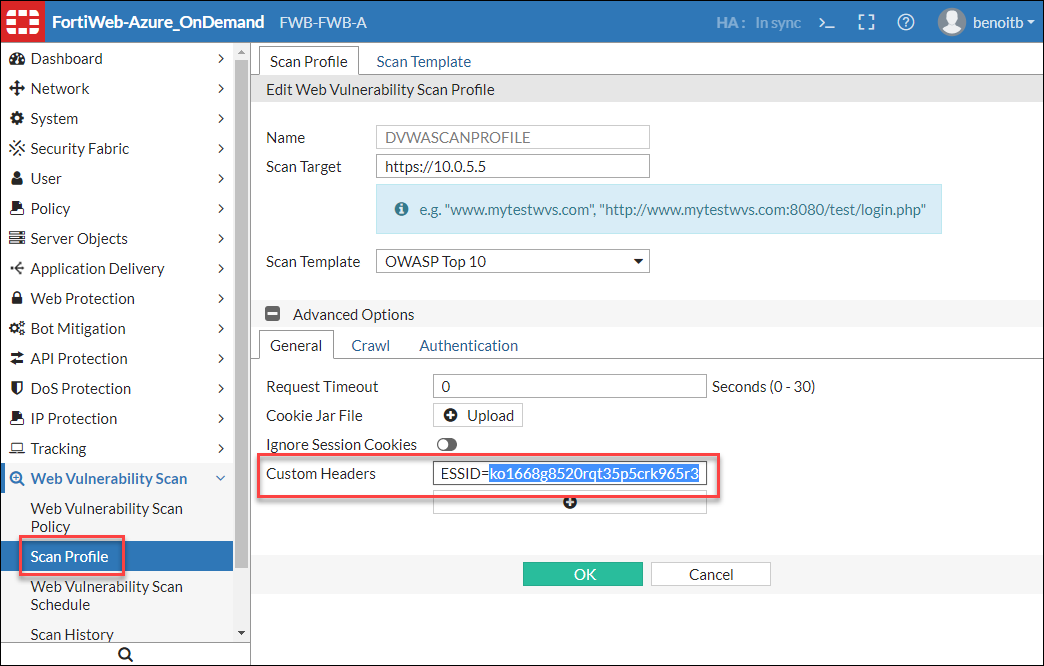 FortiWeb-Azure_OnDemand FWB-FWB-A HA: In sync benoitb
Dashboard
Network
System
Security Fabric
User
Policy
Server Objects
Application Delivery
Web Protection
Bot Mitigation
API Protection
DoS Protection
IP Protection
Tracking
Web Vulnerability Scan
Web Vulnerability Scan
Policy
Scan Profile
Web Vulnerability Scan
Schedule
Scan History
Scan Profile Scan Template
Edit Web Vulnerability Scan Profile
Name DVWASCANPROFILE
Scan Target https://10.0.5.5
e.g. "www.mytestwvs.com", "http://www.mytestwvs.com:8080/test/login.php"
Scan Template OWASP Top 10
Advanced Options
General Crawl Authentication
Request Timeout 0 Seconds (0 - 30)
Cookie Jar File Upload
Ignore Session Cookies
Custom Headers ESSID=ko1668g8520rqt35p5crk965r3
OK Cancel